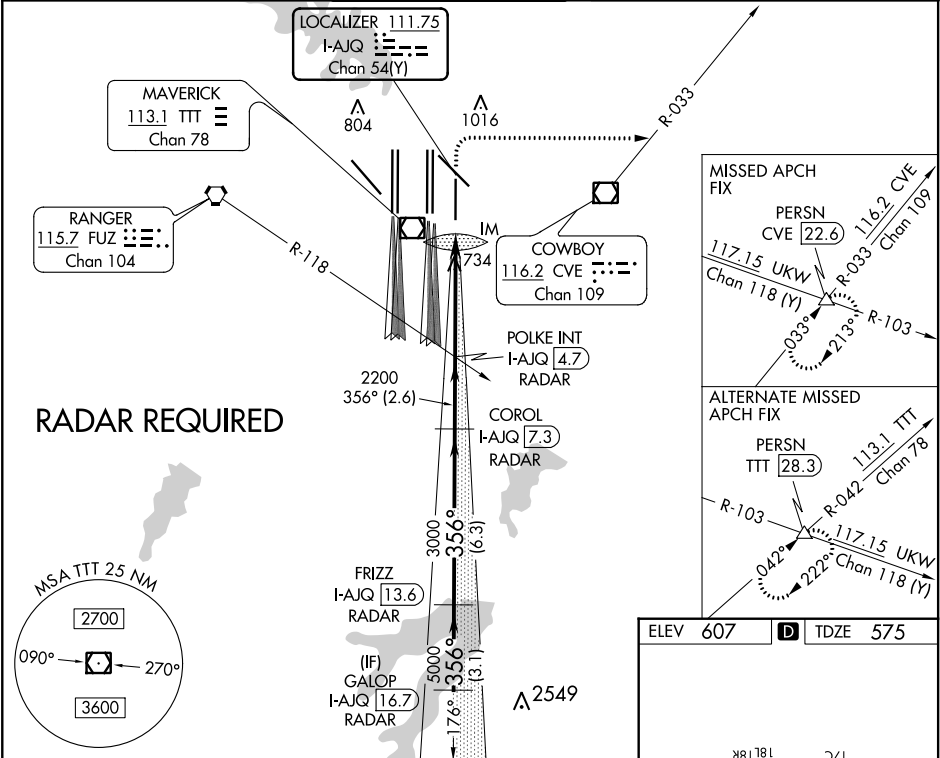 LOCALIZER 111.75
I-AJQ
Chan 54(Y)
MAVERICK
113.1 TTT
Chan 78
804
1016
R-033
RANGER
115.7 FUZ
Chan 104
R-118
IM
734
COWBOY
116.2 CVE
Chan 109
MISSED APCH
FIX
PERSN
CVE 22.6
116.2 CVE
Chan 109
R-033
117.15 UKW
Chan 118 (Y)
R-103
033°
213°
POLKE INT
I-AJQ 4.7
RADAR
2200
356° (2.6)
RADAR REQUIRED
COROL
I-AJQ 7.3
RADAR
ALTERNATE MISSED
APCH FIX
PERSN
TTT 28.3
113.1 TTT
Chan 78
R-042
R-103
117.15 UKW
Chan 118 (Y)
042°
222°
3000
356°
(6.3)
FRIZZ
I-AJQ 13.6
RADAR
MSA TTT 25 NM
2700
090°
270°
3600
5000
356°
(3.1)
(IF)
GALOP
I-AJQ 16.7
RADAR
176°
2549
ELEV 607 D TDZE 575
18L
18R
17C